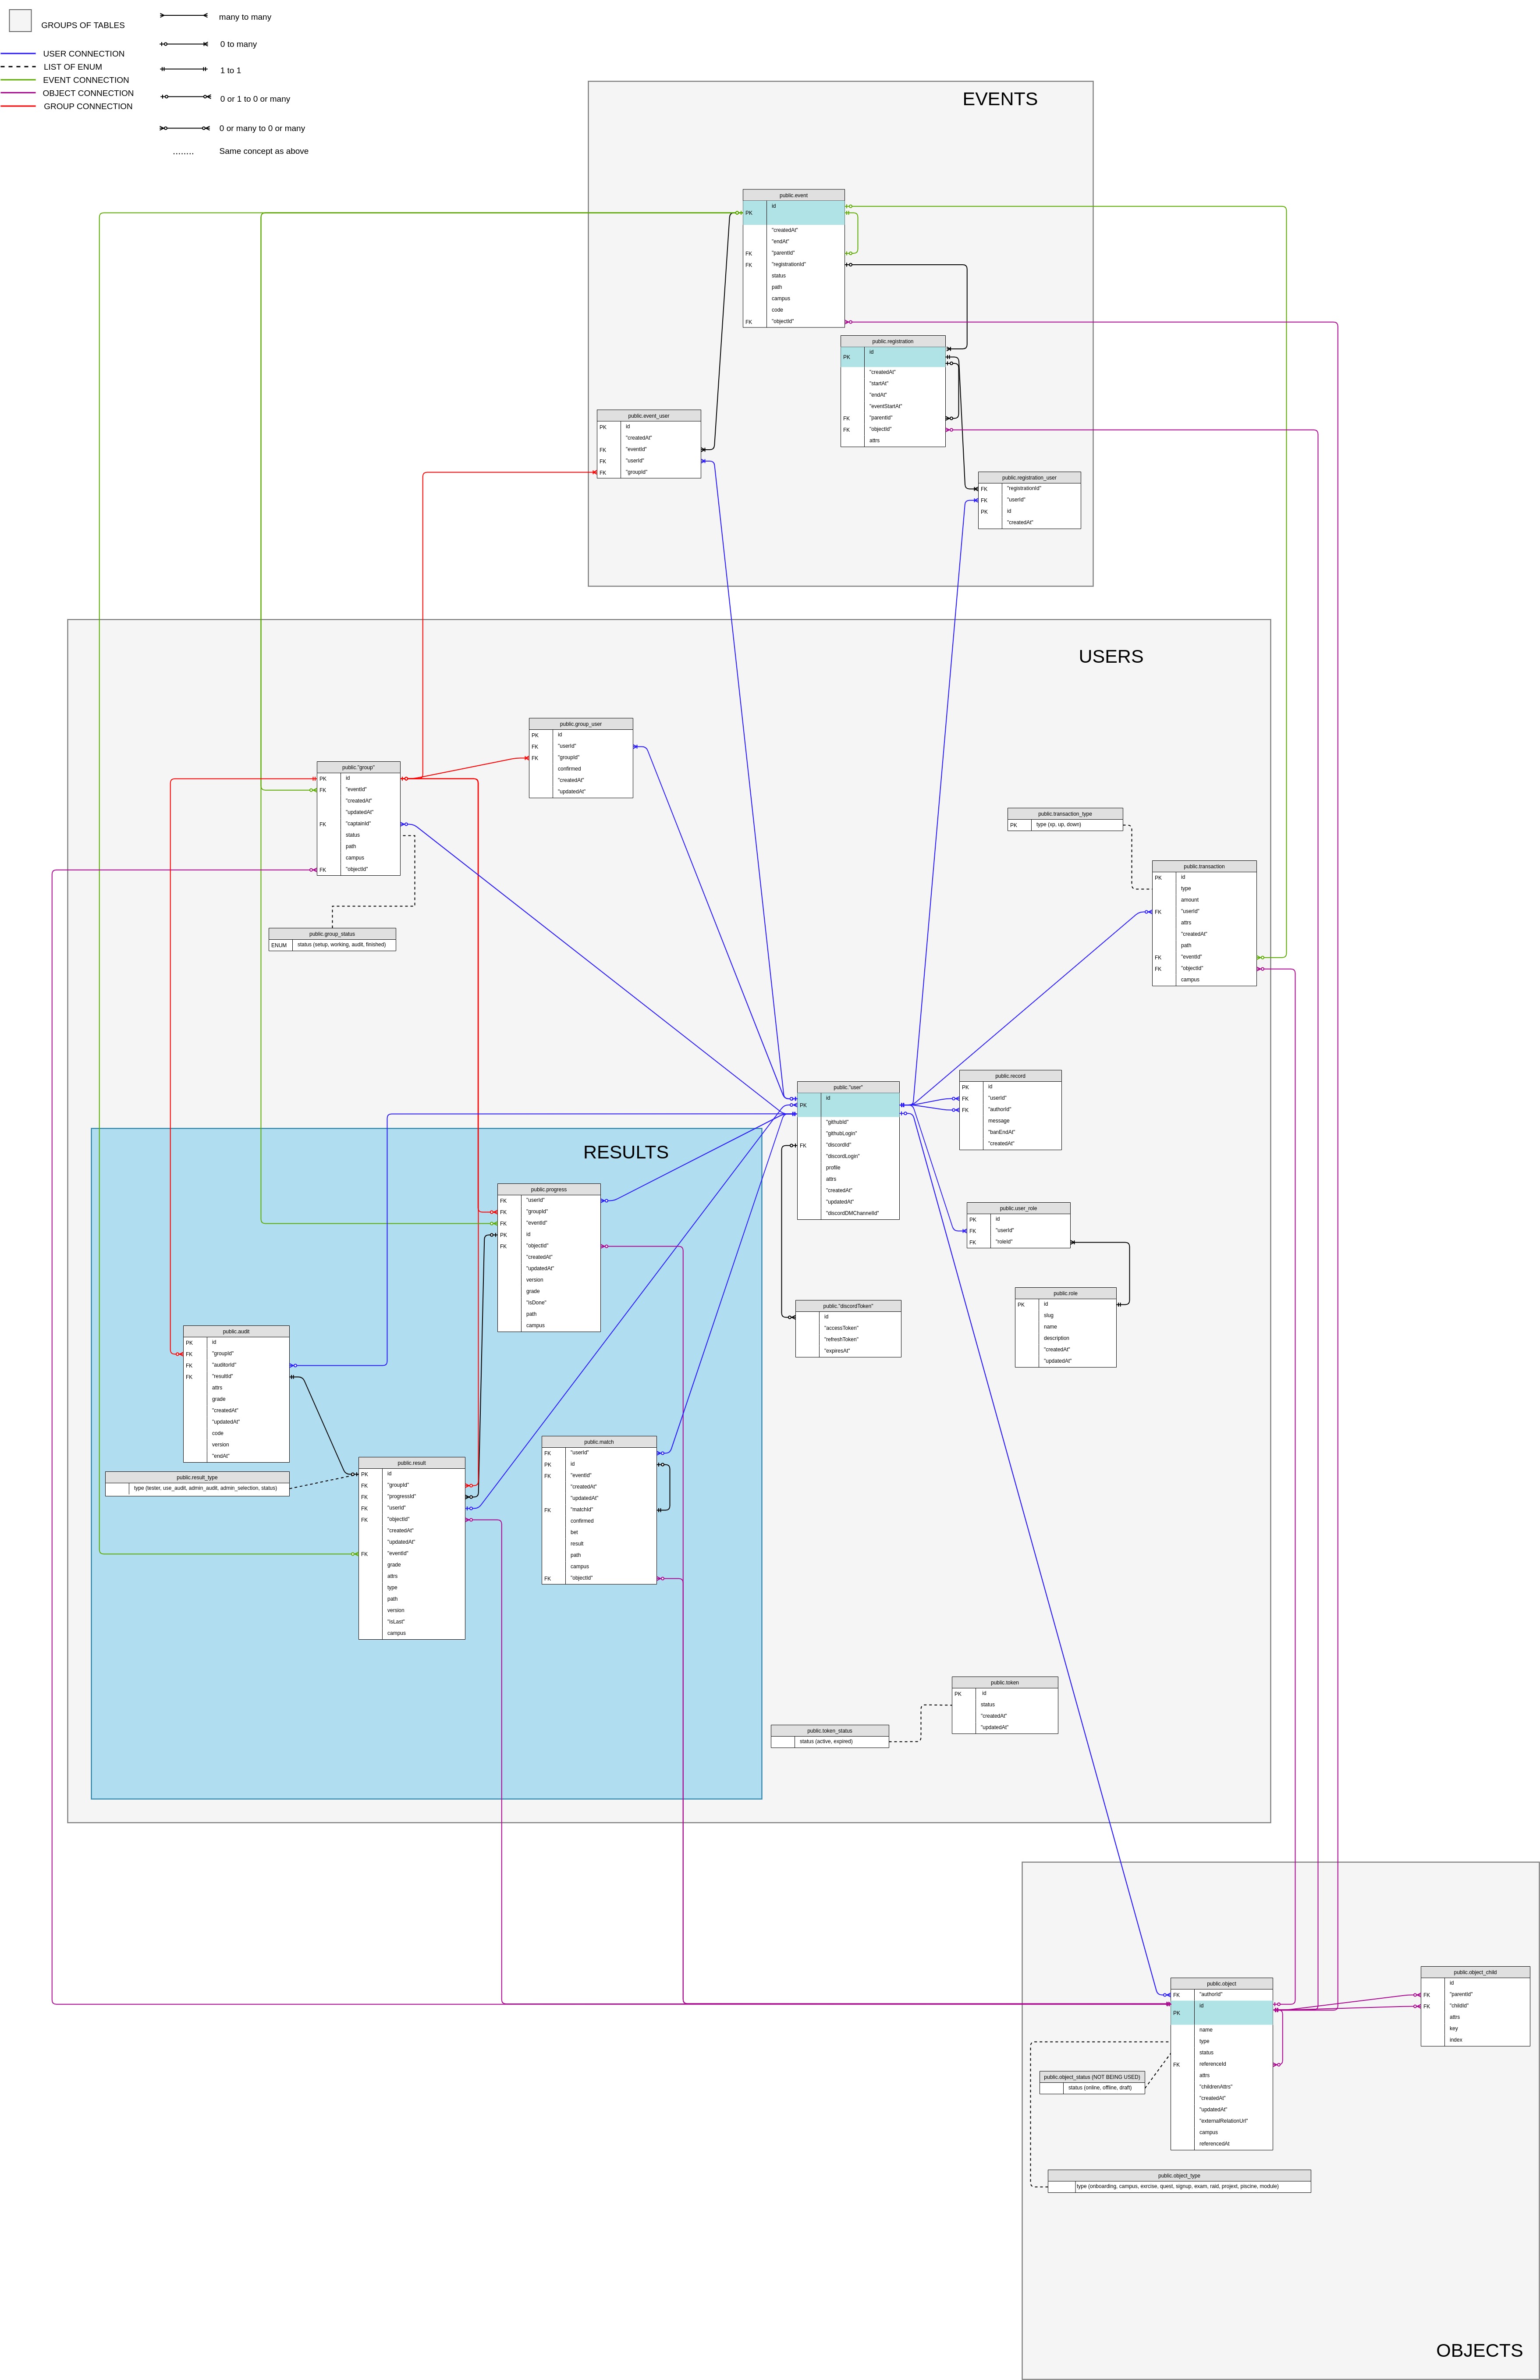 GROUPS OF TABLES
USER CONNECTION
LIST OF ENUM
EVENT CONNECTION
OBJECT CONNECTION
GROUP CONNECTION
many to many
0 to many
1 to 1
0 or 1 to 0 or many
0 or many to 0 or many
........ Same concept as above
EVENTS
public.event
id
PK
"createdAt"
"endAt"
FK "parentId"
FK "registrationId"
status
path
campus
code
FK "objectId"
public.registration
id
PK
"createdAt"
"startAt"
"endAt"
"eventStartAt"
FK "parentId"
FK "objectId"
attrs
public.event_user
PK id
"createdAt"
FK "eventId"
FK "userId"
FK "groupId"
public.registration_user
FK "registrationId"
FK "userId"
PK id
"createdAt"
USERS
public.group_user
PK id
FK "userId"
FK "groupId"
confirmed
"createdAt"
"updatedAt"
public."group"
PK id
FK "eventId"
"createdAt"
"updatedAt"
FK "captainId"
status
path
campus
FK "objectId"
public.group_status
ENUM status (setup, working, audit, finished)
public.transaction_type
PK type (xp, up, down)
public.transaction
PK id
type
amount
FK "userId"
attrs
"createdAt"
path
FK "eventId"
FK "objectId"
campus
public."user"
id
PK
"githubId"
"githubLogin"
FK "discordId"
"discordLogin"
profile
attrs
"createdAt"
"updatedAt"
"discordDMChannelId"
public.record
PK id
FK "userId"
FK "authorId"
message
"banEndAt"
"createdAt"
public.user_role
PK id
FK "userId"
FK "roleId"
public.role
PK id
slug
name
description
"createdAt"
"updatedAt"
public."discordToken"
id
"accessToken"
"refreshToken"
"expiresAt"
RESULTS
public.progress
FK "userId"
FK "groupId"
FK "eventId"
PK id
FK "objectId"
"createdAt"
"updatedAt"
version
grade
"isDone"
path
campus
public.audit
PK id
FK "groupId"
FK "auditorId"
FK "resultId"
attrs
grade
"createdAt"
"updatedAt"
code
version
"endAt"
public.result_type
type (tester, use_audit, admin_audit, admin_selection, status)
public.result
PK id
FK "groupId"
FK "progressId"
FK "userId"
FK "objectId"
"createdAt"
"updatedAt"
FK "eventId"
grade
attrs
type
path
version
"isLast"
campus
public.match
FK "userId"
PK id
FK "eventId"
"createdAt"
"updatedAt"
FK "matchId"
confirmed
bet
result
path
campus
FK "objectId"
public.token
PK id
status
"createdAt"
"updatedAt"
public.token_status
status (active, expired)
public.object
FK "authorId"
id
PK
name
type
status
FK referenceId
attrs
"childrenAttrs"
"createdAt"
"updatedAt"
"externalRelationUrl"
campus
referencedAt
public.object_child
id
FK "parentId"
FK "childId"
attrs
key
index
public.object_status (NOT BEING USED)
status (online, offline, draft)
public.object_type
type (onboarding, campus, exrcise, quest, signup, exam, raid, projext, piscine, module)
OBJECTS